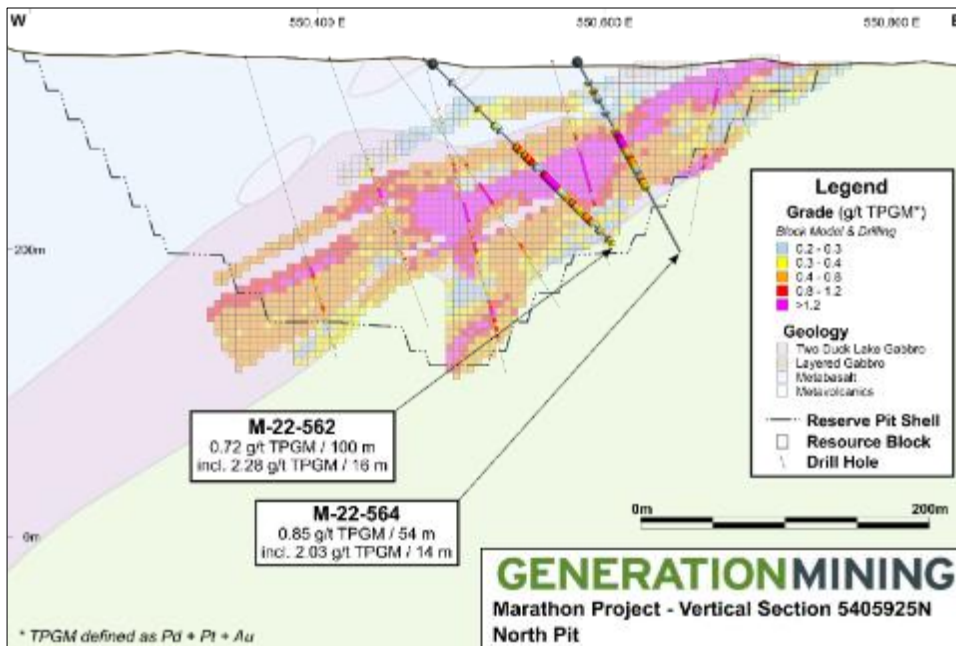 W
550,400 E
550,600 E
550,800 E
E
200m
0m
Legend
Grade (g/t TPGM*)
Block Model & Drilling
0.2 - 0.3
0.3 - 0.4
0.4 - 0.8
0.8 - 1.2
>1.2
Geology
Two Duck Lake Gabbro
Layered Gabbro
Metabasalt
Metavolcanics
Reserve Pit Shell
Resource Block
Drill Hole
M-22-562
0.72 g/t TPGM / 100 m
incl. 2.28 g/t TPGM / 16 m
M-22-564
0.85 g/t TPGM / 54 m
incl. 2.03 g/t TPGM / 14 m
0m
200m
GENERATIONMINING
Marathon Project - Vertical Section 5405925N
North Pit
* TPGM defined as Pd + Pt + Au